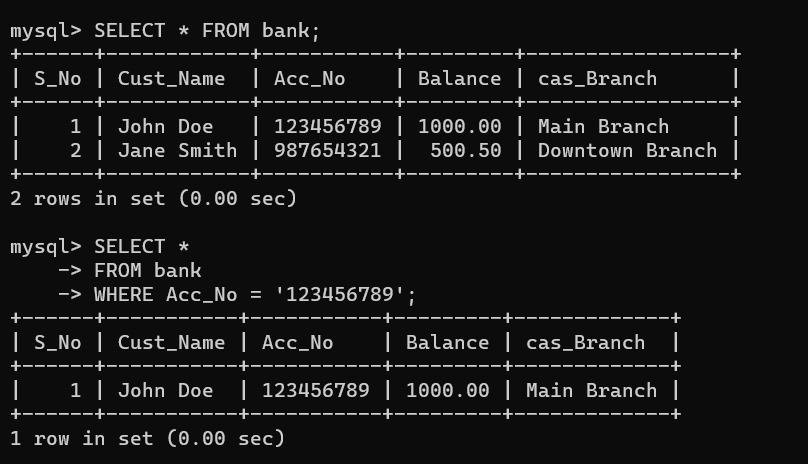 mysql> SELECT * FROM bank;
+------+------------+-----------+---------+-----------------+
| S_No | Cust_Name  | Acc_No    | Balance | cas_Branch      |
+------+------------+-----------+---------+-----------------+
|    1 | John Doe   | 123456789 | 1000.00 | Main Branch     |
|    2 | Jane Smith | 987654321 |  500.50 | Downtown Branch |
+------+------------+-----------+---------+-----------------+
2 rows in set (0.00 sec)

mysql> SELECT *
    -> FROM bank
    -> WHERE Acc_No = '123456789';
+------+-----------+-----------+---------+-------------+
| S_No | Cust_Name | Acc_No    | Balance | cas_Branch  |
+------+-----------+-----------+---------+-------------+
|    1 | John Doe  | 123456789 | 1000.00 | Main Branch |
+------+-----------+-----------+---------+-------------+
1 row in set (0.00 sec)